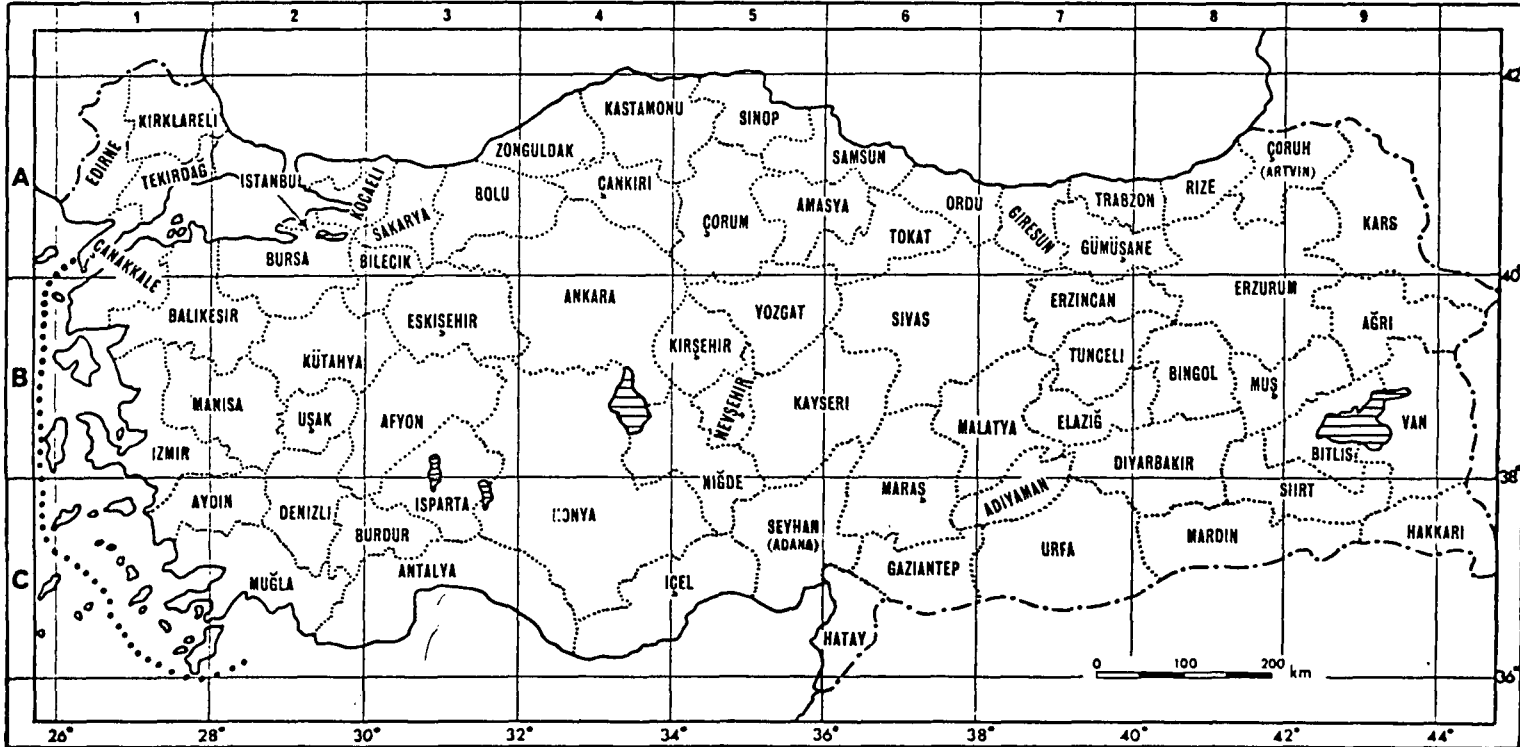 1 2 3 4 5 6 7 8 9
42°
KASTAMONU
SINOP
KIRKLARELI
ZONGULDAK
SAMSUN
ÇORUH
(ARTVIN)
EDIRNE
TEKIRDAĞ
ISTANBUL
KOCAELI
BOLU
ÇANKIRI
A
RIZE
TRABZON
ORDU
GIRESUN
AMASYA
ÇORUM
SAKARYA
KARS
TOKAT
GÜMÜŞANE
BURSA
BILECIK
ÇANAKKALE
40°
ANKARA
ERZINCAN
ERZURUM
BALIKESIR
ESKIŞEHIR
YOZGAT
SIVAS
AĞRI
KIRŞEHIR
KÜTAHYA
TUNCELI
BINGOL
MUŞ
B
MANISA
UŞAK
AFYON
NEVŞEHIR
KAYSERI
MALATYA
ELAZIĞ
VAN
IZMIR
BITLIS
DIYARBAKIR
38°
NIĞDE
MARAŞ
ADIYAMAN
SIIRT
AYDIN
DENIZLI
ISPARTA
KONYA
SEYHAN
(ADANA)
BURDUR
URFA
MARDIN
HAKKARI
GAZIANTEP
ANTALYA
MUĞLA
IÇEL
C
HATAY
0 100 200 km
36°
26° 28° 30° 32° 34° 36° 38° 40° 42° 44°